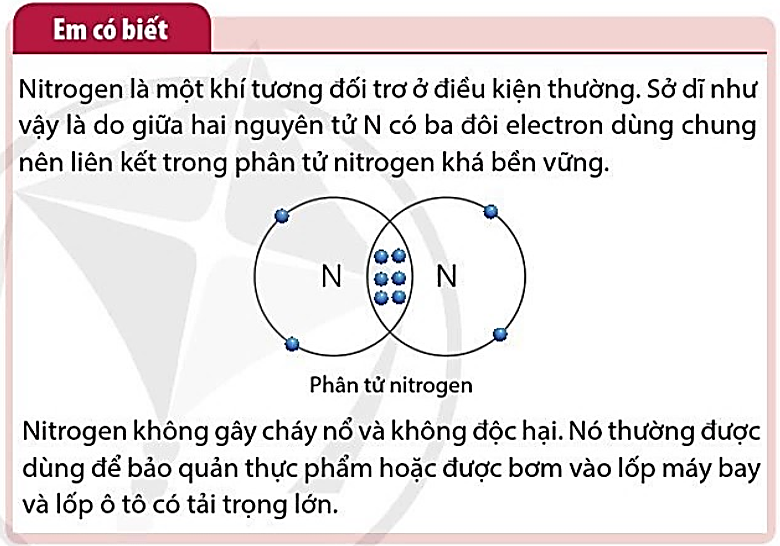 Em có biết
Nitrogen là một khí tương đối trơ ở điều kiện thường. Sở dĩ như
vậy là do giữa hai nguyên tử N có ba đôi electron dùng chung
nên liên kết trong phân tử nitrogen khá bền vững.
N N
Phân tử nitrogen
Nitrogen không gây cháy nổ và không độc hại. Nó thường được
dùng để bảo quản thực phẩm hoặc được bơm vào lốp máy bay
và lốp ô tô có tải trọng lớn.